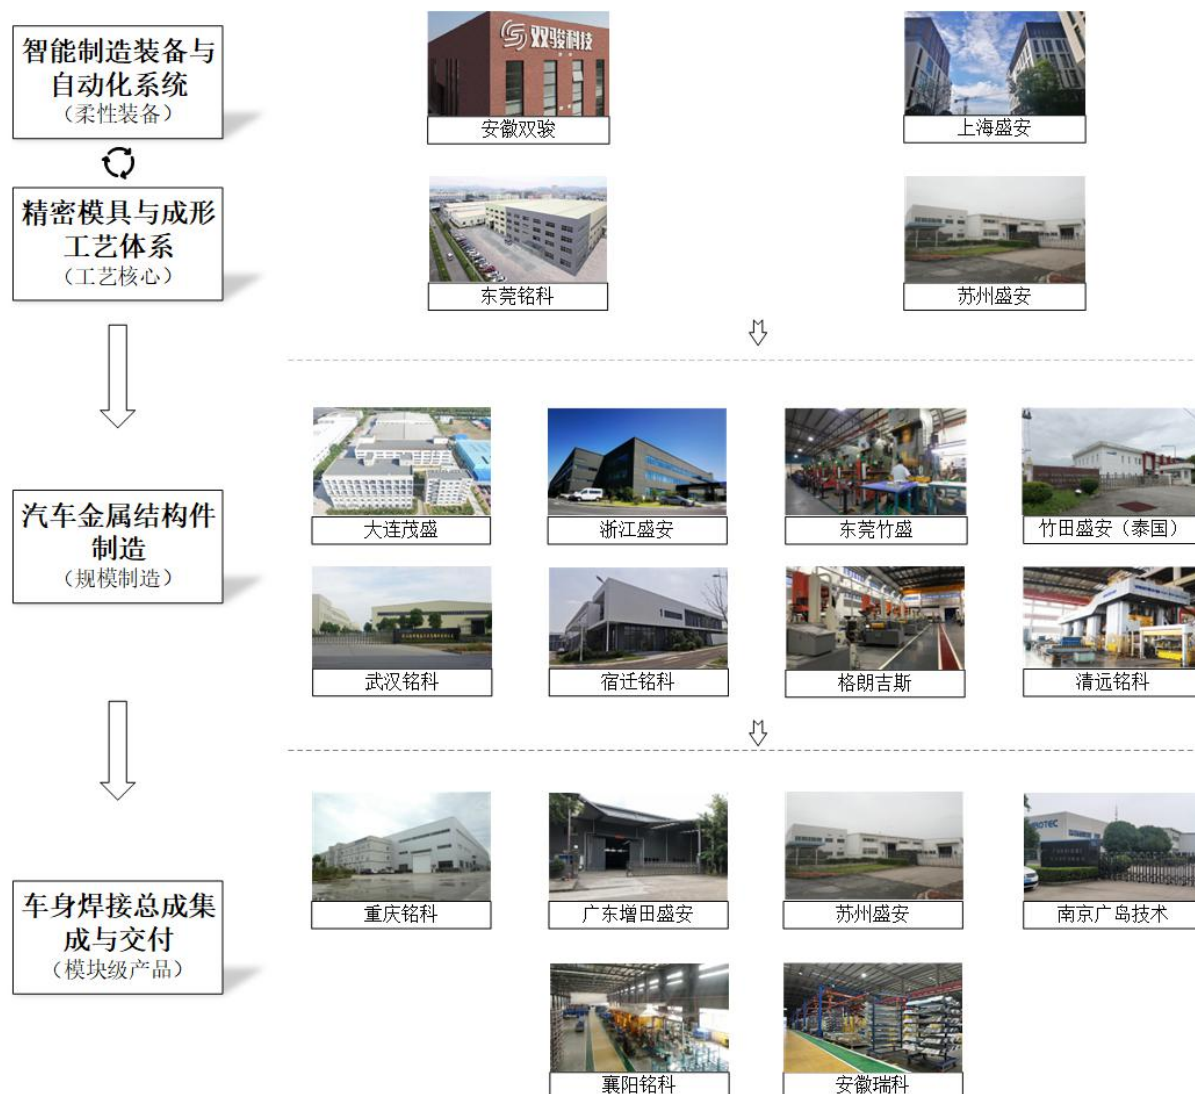 智能制造装备与
自动化系统
（柔性装备）
双骏科技
安徽双骏
上海盛安
精密模具与成形
工艺体系
（工艺核心）
东莞铭科
苏州盛安
汽车金属结构件
制造
（规模制造）
大连茂盛
浙江盛安
东莞竹盛
竹田盛安（泰国）
1
武汉铭科
宿迁铭科
格朗吉斯
清远铭科
车身焊接总成集
成与交付
（模块级产品）
重庆铭科
广东增田盛安
苏州盛安
南京广岛技术
襄阳铭科
安徽瑞科